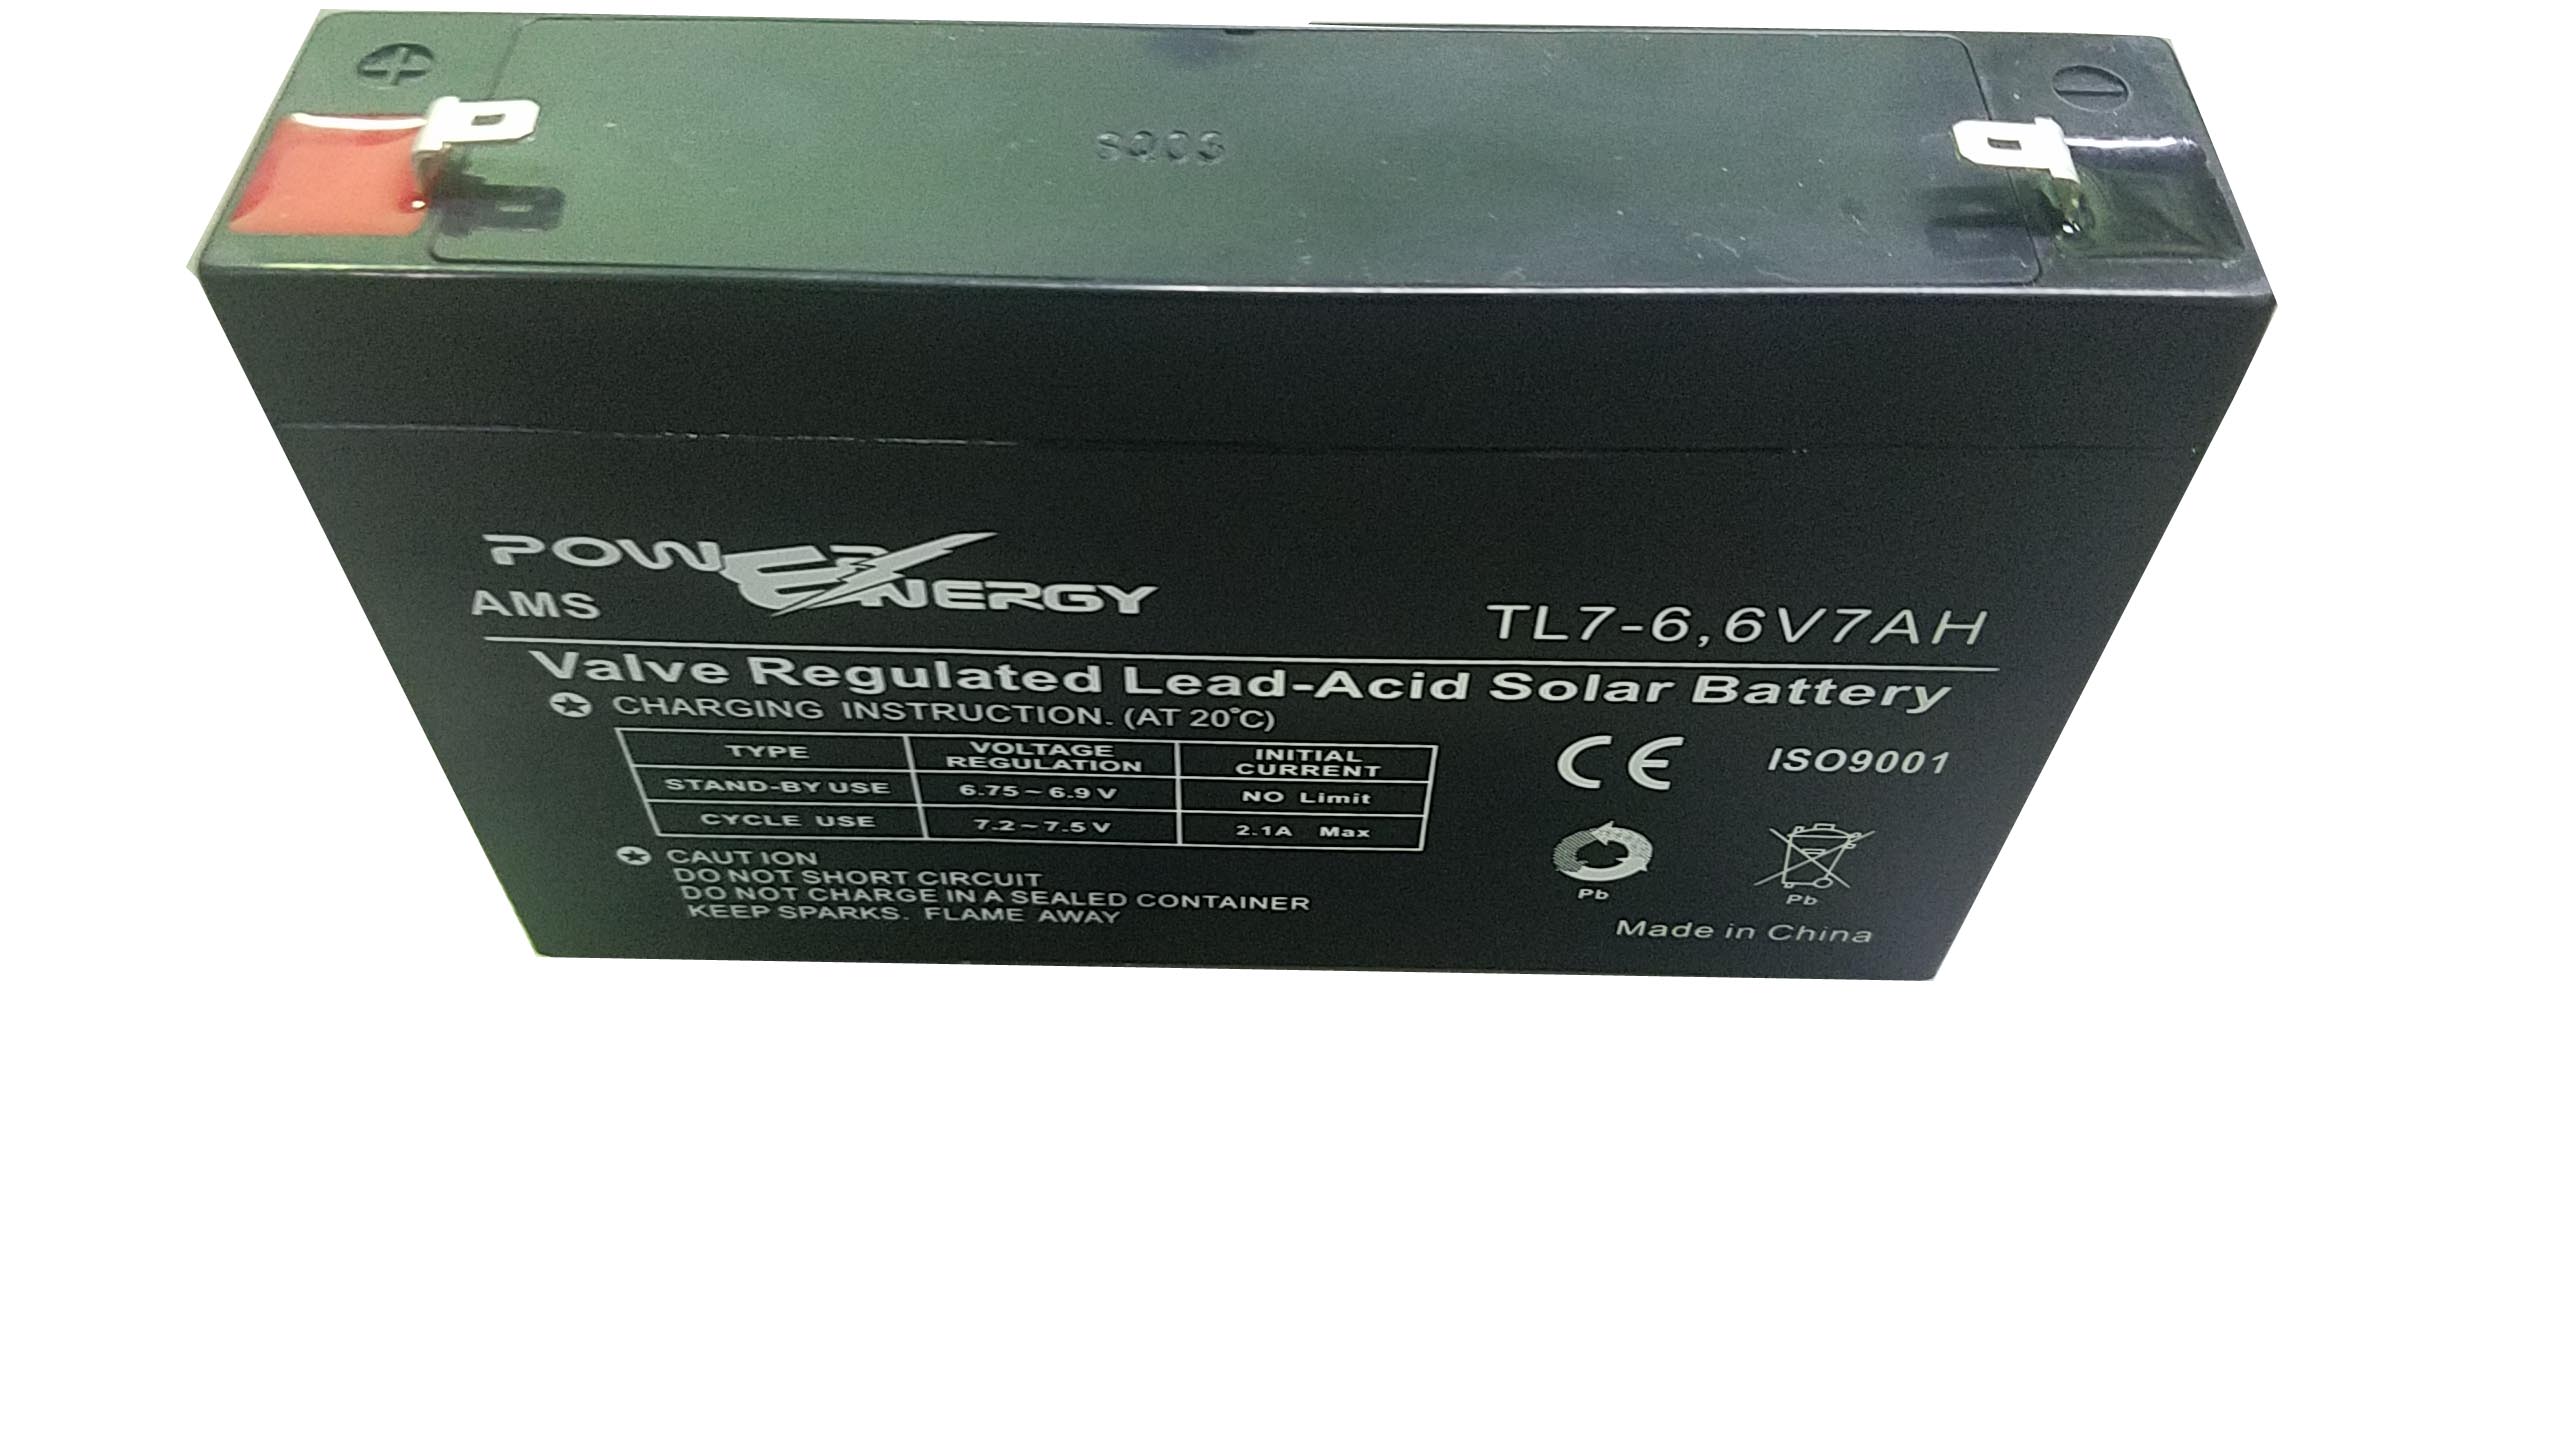 SQ03
POWER ENERGY
AMS
TL7-6,6V7AH
Valve Regulated Lead-Acid Solar Battery
CHARGING INSTRUCTION. (AT 20°C)
TYPE VOLTAGE REGULATION INITIAL CURRENT
STAND-BY USE 6.75~6.9V NO Limit
CYCLE USE 7.2~7.5V 2.1A Max
CE ISO9001
CAUTION
DO NOT SHORT CIRCUIT
DO NOT CHARGE IN A SEALED CONTAINER
KEEP SPARKS. FLAME AWAY
Pb Pb
Made in China